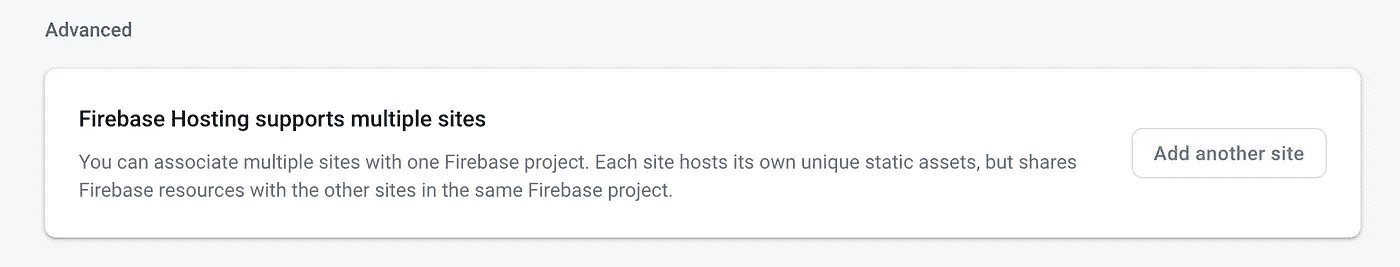 Advanced
Firebase Hosting supports multiple sites
You can associate multiple sites with one Firebase project. Each site hosts its own unique static assets, but shares
Firebase resources with the other sites in the same Firebase project.
Add another site